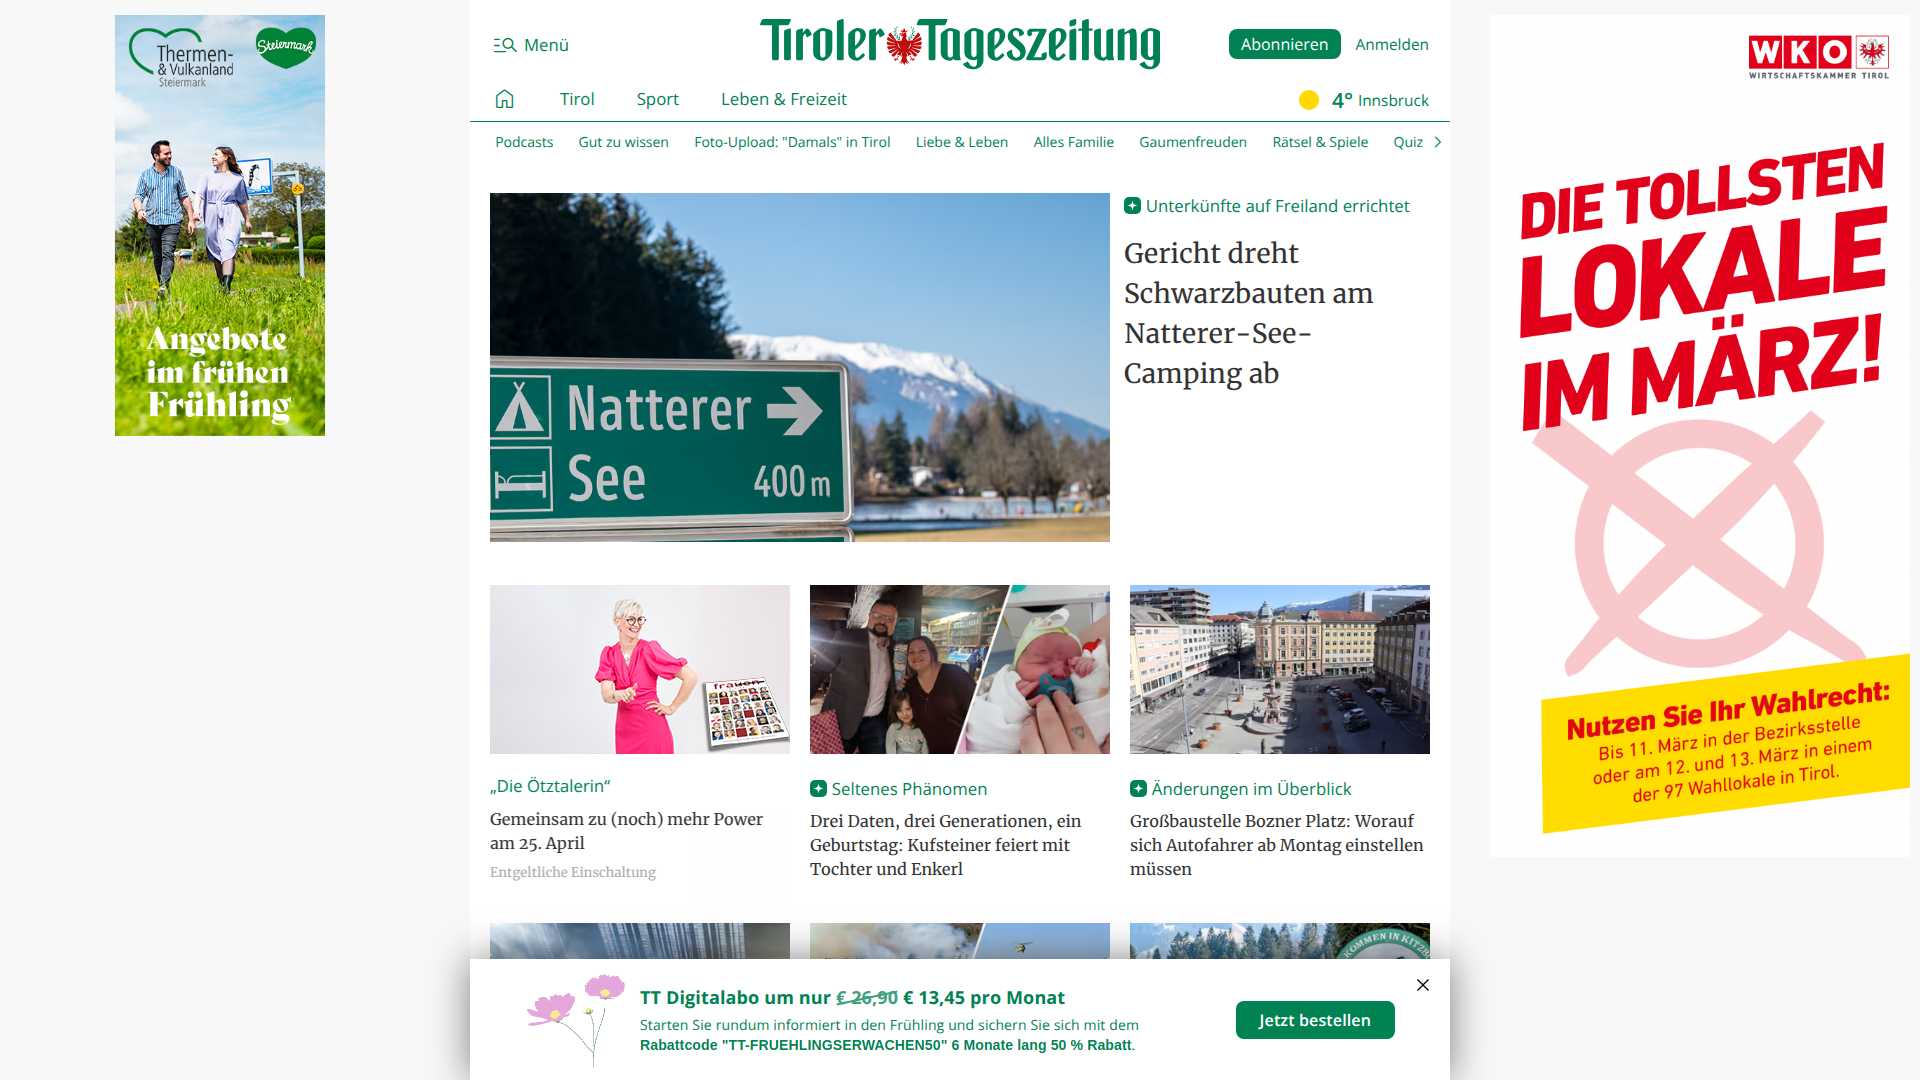 Thermen-
& Vulkanland
Steiermark
Steiermark
Angebote
im frühen
Frühling
Menü
Tiroler Tageszeitung
Abonnieren
Anmelden
Tirol
Sport
Leben & Freizeit
4° Innsbruck
Podcasts
Gut zu wissen
Foto-Upload: "Damals" in Tirol
Liebe & Leben
Alles Familie
Gaumenfreuden
Rätsel & Spiele
Quiz
Natterer
See
400 m
Unterkünfte auf Freiland errichtet
Gericht dreht
Schwarzbauten am
Natterer-See-
Camping ab
frauen
„Die Ötztalerin“
Gemeinsam zu (noch) mehr Power
am 25. April
Entgeltliche Einschaltung
Seltenes Phänomen
Drei Daten, drei Generationen, ein
Geburtstag: Kufsteiner feiert mit
Tochter und Enkerl
Änderungen im Überblick
Großbaustelle Bozner Platz: Worauf
sich Autofahrer ab Montag einstellen
müssen
TT Digitalabo um nur € 26,90 € 13,45 pro Monat
Starten Sie rundum informiert in den Frühling und sichern Sie sich mit dem
Rabattcode "TT-FRUEHLINGSERWACHEN50" 6 Monate lang 50 % Rabatt.
Jetzt bestellen
WKO
WIRTSCHAFTSKAMMER TIROL
DIE TOLLSTEN
LOKALE
IM MÄRZ!
Nutzen Sie Ihr Wahlrecht:
Bis 11. März in der Bezirksstelle
oder am 12. und 13. März in einem
der 97 Wahllokale in Tirol.